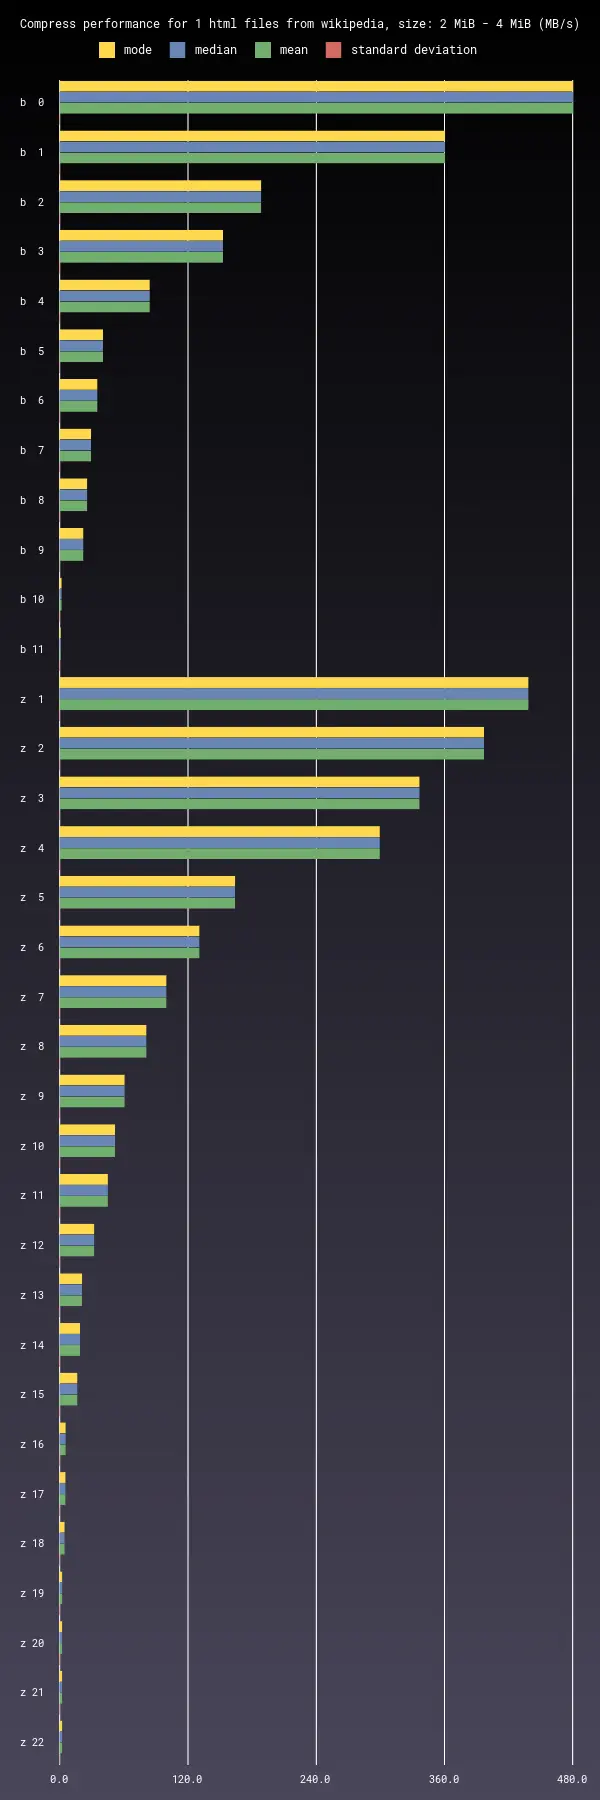 Compress performance for 1 html files from wikipedia, size: 2 MiB - 4 MiB (MB/s)
mode median mean standard deviation
b 0
b 1
b 2
b 3
b 4
b 5
b 6
b 7
b 8
b 9
b 10
b 11
z 1
z 2
z 3
z 4
z 5
z 6
z 7
z 8
z 9
z 10
z 11
z 12
z 13
z 14
z 15
z 16
z 17
z 18
z 19
z 20
z 21
z 22
0.0 120.0 240.0 360.0 480.0